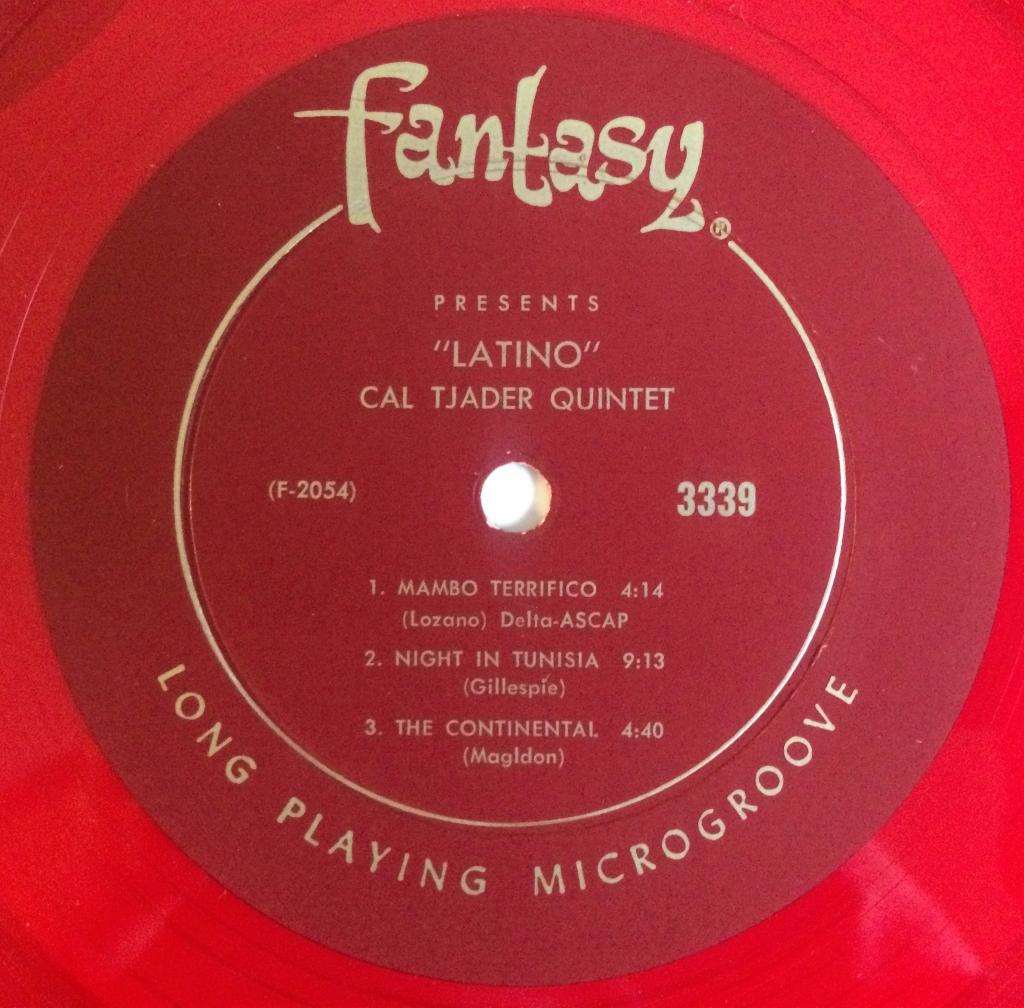 fantasy®
PRESENTS
"LATINO"
CAL TJADER QUINTET
(F-2054)
3339
1. MAMBO TERRIFICO 4:14
(Lozano) Delta-ASCAP
2. NIGHT IN TUNISIA 9:13
(Gillespie)
3. THE CONTINENTAL 4:40
(Magldon)
LONG PLAYING MICROGROOVE